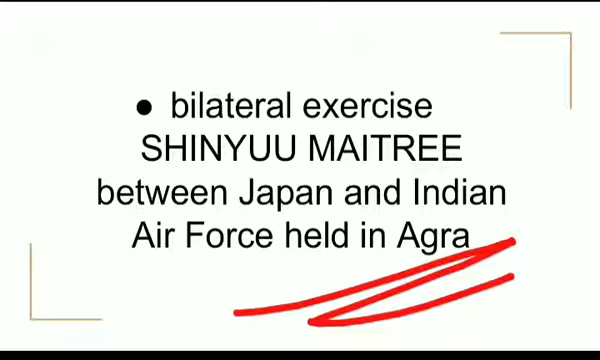 ● bilateral exercise
SHINYUU MAITREE
between Japan and Indian
Air Force held in Agra